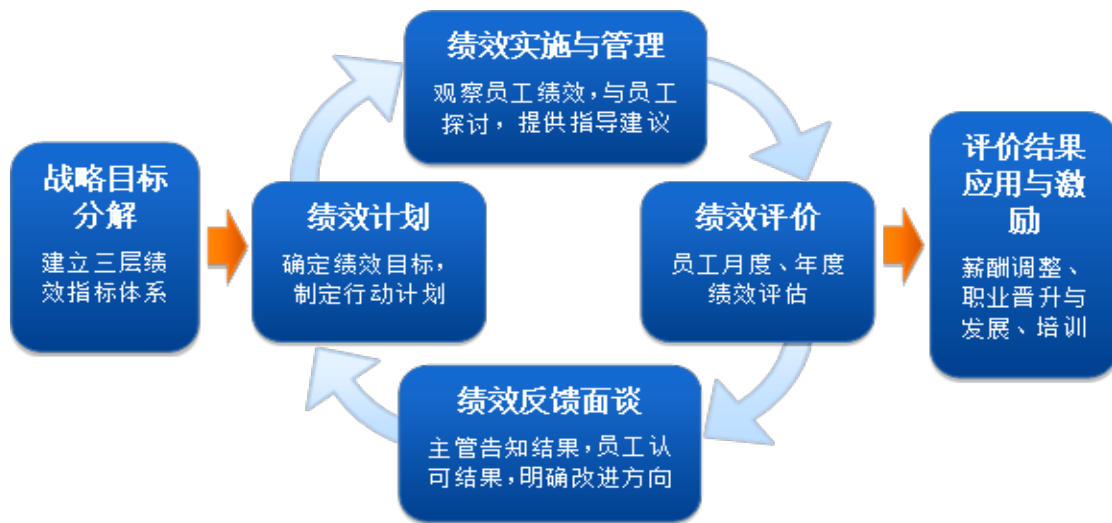 战略目标
分解
建立三层绩
效指标体系
绩效计划
确定绩效目标，
制定行动计划
绩效实施与管理
观察员工绩效，与员工
探讨，提供指导建议
绩效评价
员工月度、年度
绩效评估
绩效反馈面谈
主管告知结果，员工认
可结果，明确改进方向
评价结果
应用与激
励
薪酬调整、
职业晋升与
发展、培训